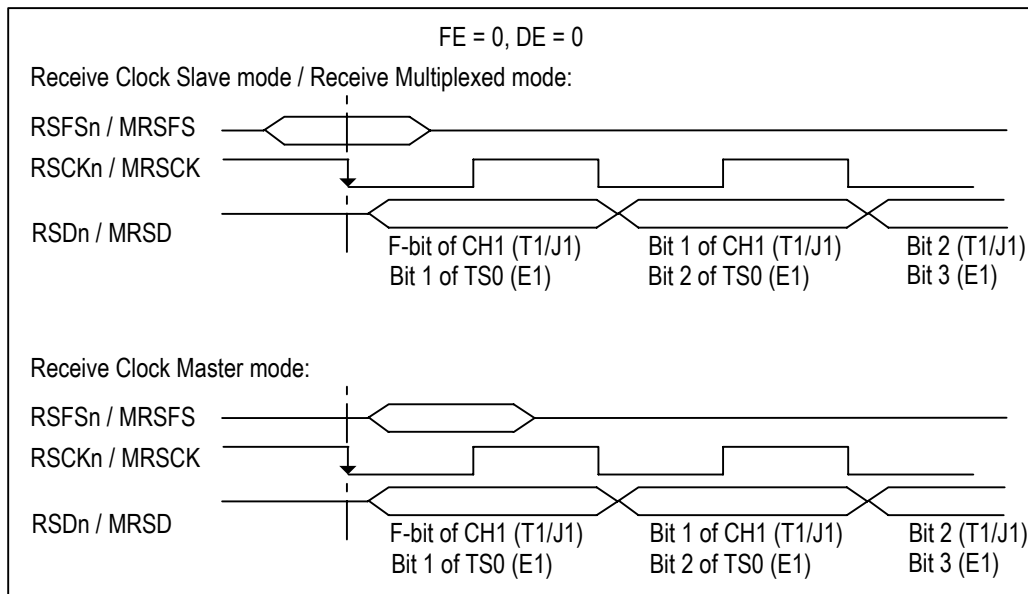 FE = 0, DE = 0
Receive Clock Slave mode / Receive Multiplexed mode:
RSFSn / MRSFS
RSCKn / MRSCK
RSDn / MRSD
F-bit of CH1 (T1/J1) Bit 1 of CH1 (T1/J1) Bit 2 (T1/J1)
Bit 1 of TS0 (E1) Bit 2 of TS0 (E1) Bit 3 (E1)
Receive Clock Master mode:
RSFSn / MRSFS
RSCKn / MRSCK
RSDn / MRSD
F-bit of CH1 (T1/J1) Bit 1 of CH1 (T1/J1) Bit 2 (T1/J1)
Bit 1 of TS0 (E1) Bit 2 of TS0 (E1) Bit 3 (E1)